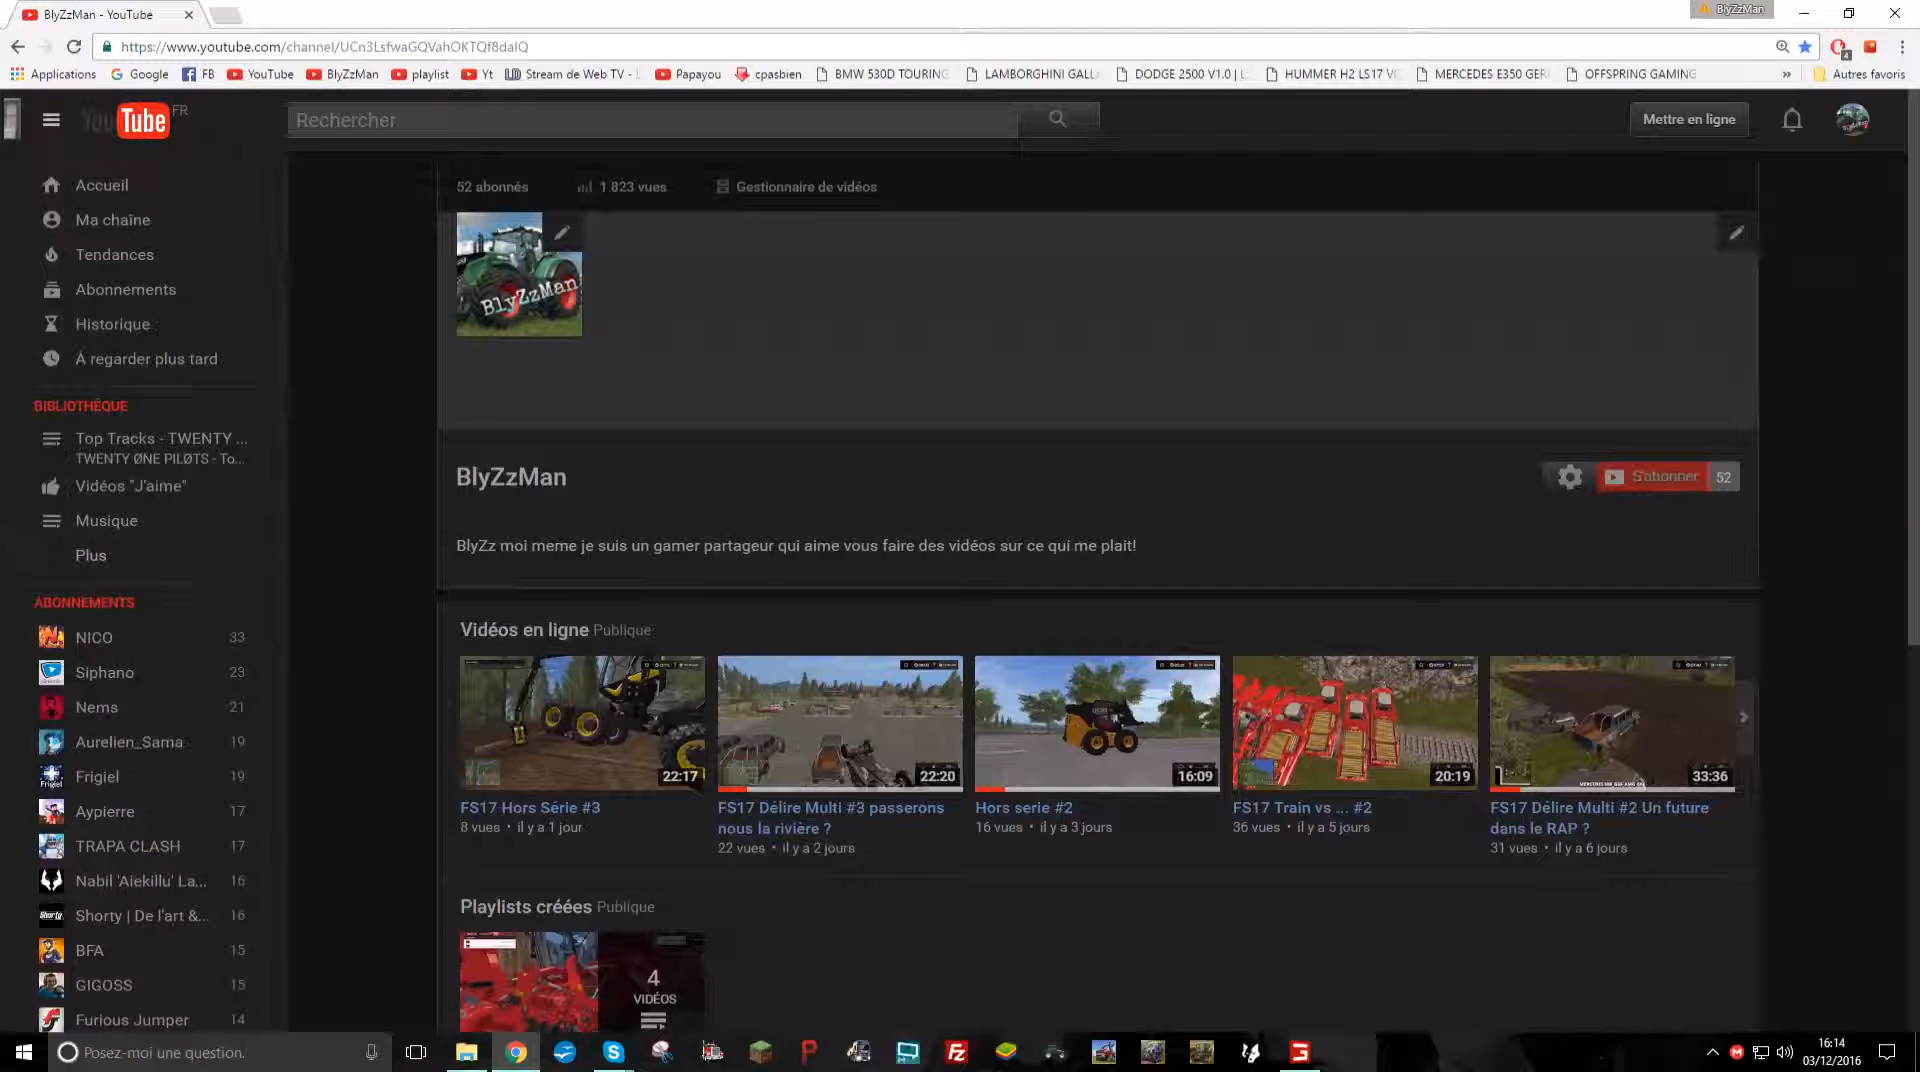 BlyZzMan - YouTube
BlyZzMan
https://www.youtube.com/channel/UCn3LsfwaGQVahOKTQf8daIQ
Applications
Google
FB
YouTube
BlyZzMan
playlist
Yt
Stream de Web TV -
Papayou
cpasbien
BMW 530D TOURING
LAMBORGHINI GALLA
DODGE 2500 V1.0 | L
HUMMER H2 LS17 V
MERCEDES E350 GER
OFFSPRING GAMING
»
Autres favoris
YouTube FR
Rechercher
Mettre en ligne
Accueil
Ma chaîne
Tendances
Abonnements
Historique
À regarder plus tard
BIBLIOTHÈQUE
Top Tracks - TWENTY ...
TWENTY ØNE PILØTS - To...
Vidéos "J'aime"
Musique
Plus
ABONNEMENTS
NICO 33
Siphano 23
Nems 21
Aurelien_Sama 19
Frigiel 19
Aypierre 17
TRAPA CLASH 17
Nabil 'Aiekillu' La... 16
Shorty | De l'art &... 16
BFA 15
GIGOSS 15
Furious Jumper 14
52 abonnés
1 823 vues
Gestionnaire de vidéos
BlyZzMan
BlyZzMan
S'abonner 52
BlyZz moi meme je suis un gamer partageur qui aime vous faire des vidéos sur ce qui me plait!
Vidéos en ligne Publique
22:17
22:20
16:09
20:19
33:36
FS17 Hors Série #3
8 vues • il y a 1 jour
FS17 Délire Multi #3 passerons
nous la rivière ?
22 vues • il y a 2 jours
Hors serie #2
16 vues • il y a 3 jours
FS17 Train vs ... #2
36 vues • il y a 5 jours
FS17 Délire Multi #2 Un future
dans le RAP ?
31 vues • il y a 6 jours
Playlists créées Publique
4
VIDÉOS
Posez-moi une question.
16:14
03/12/2016